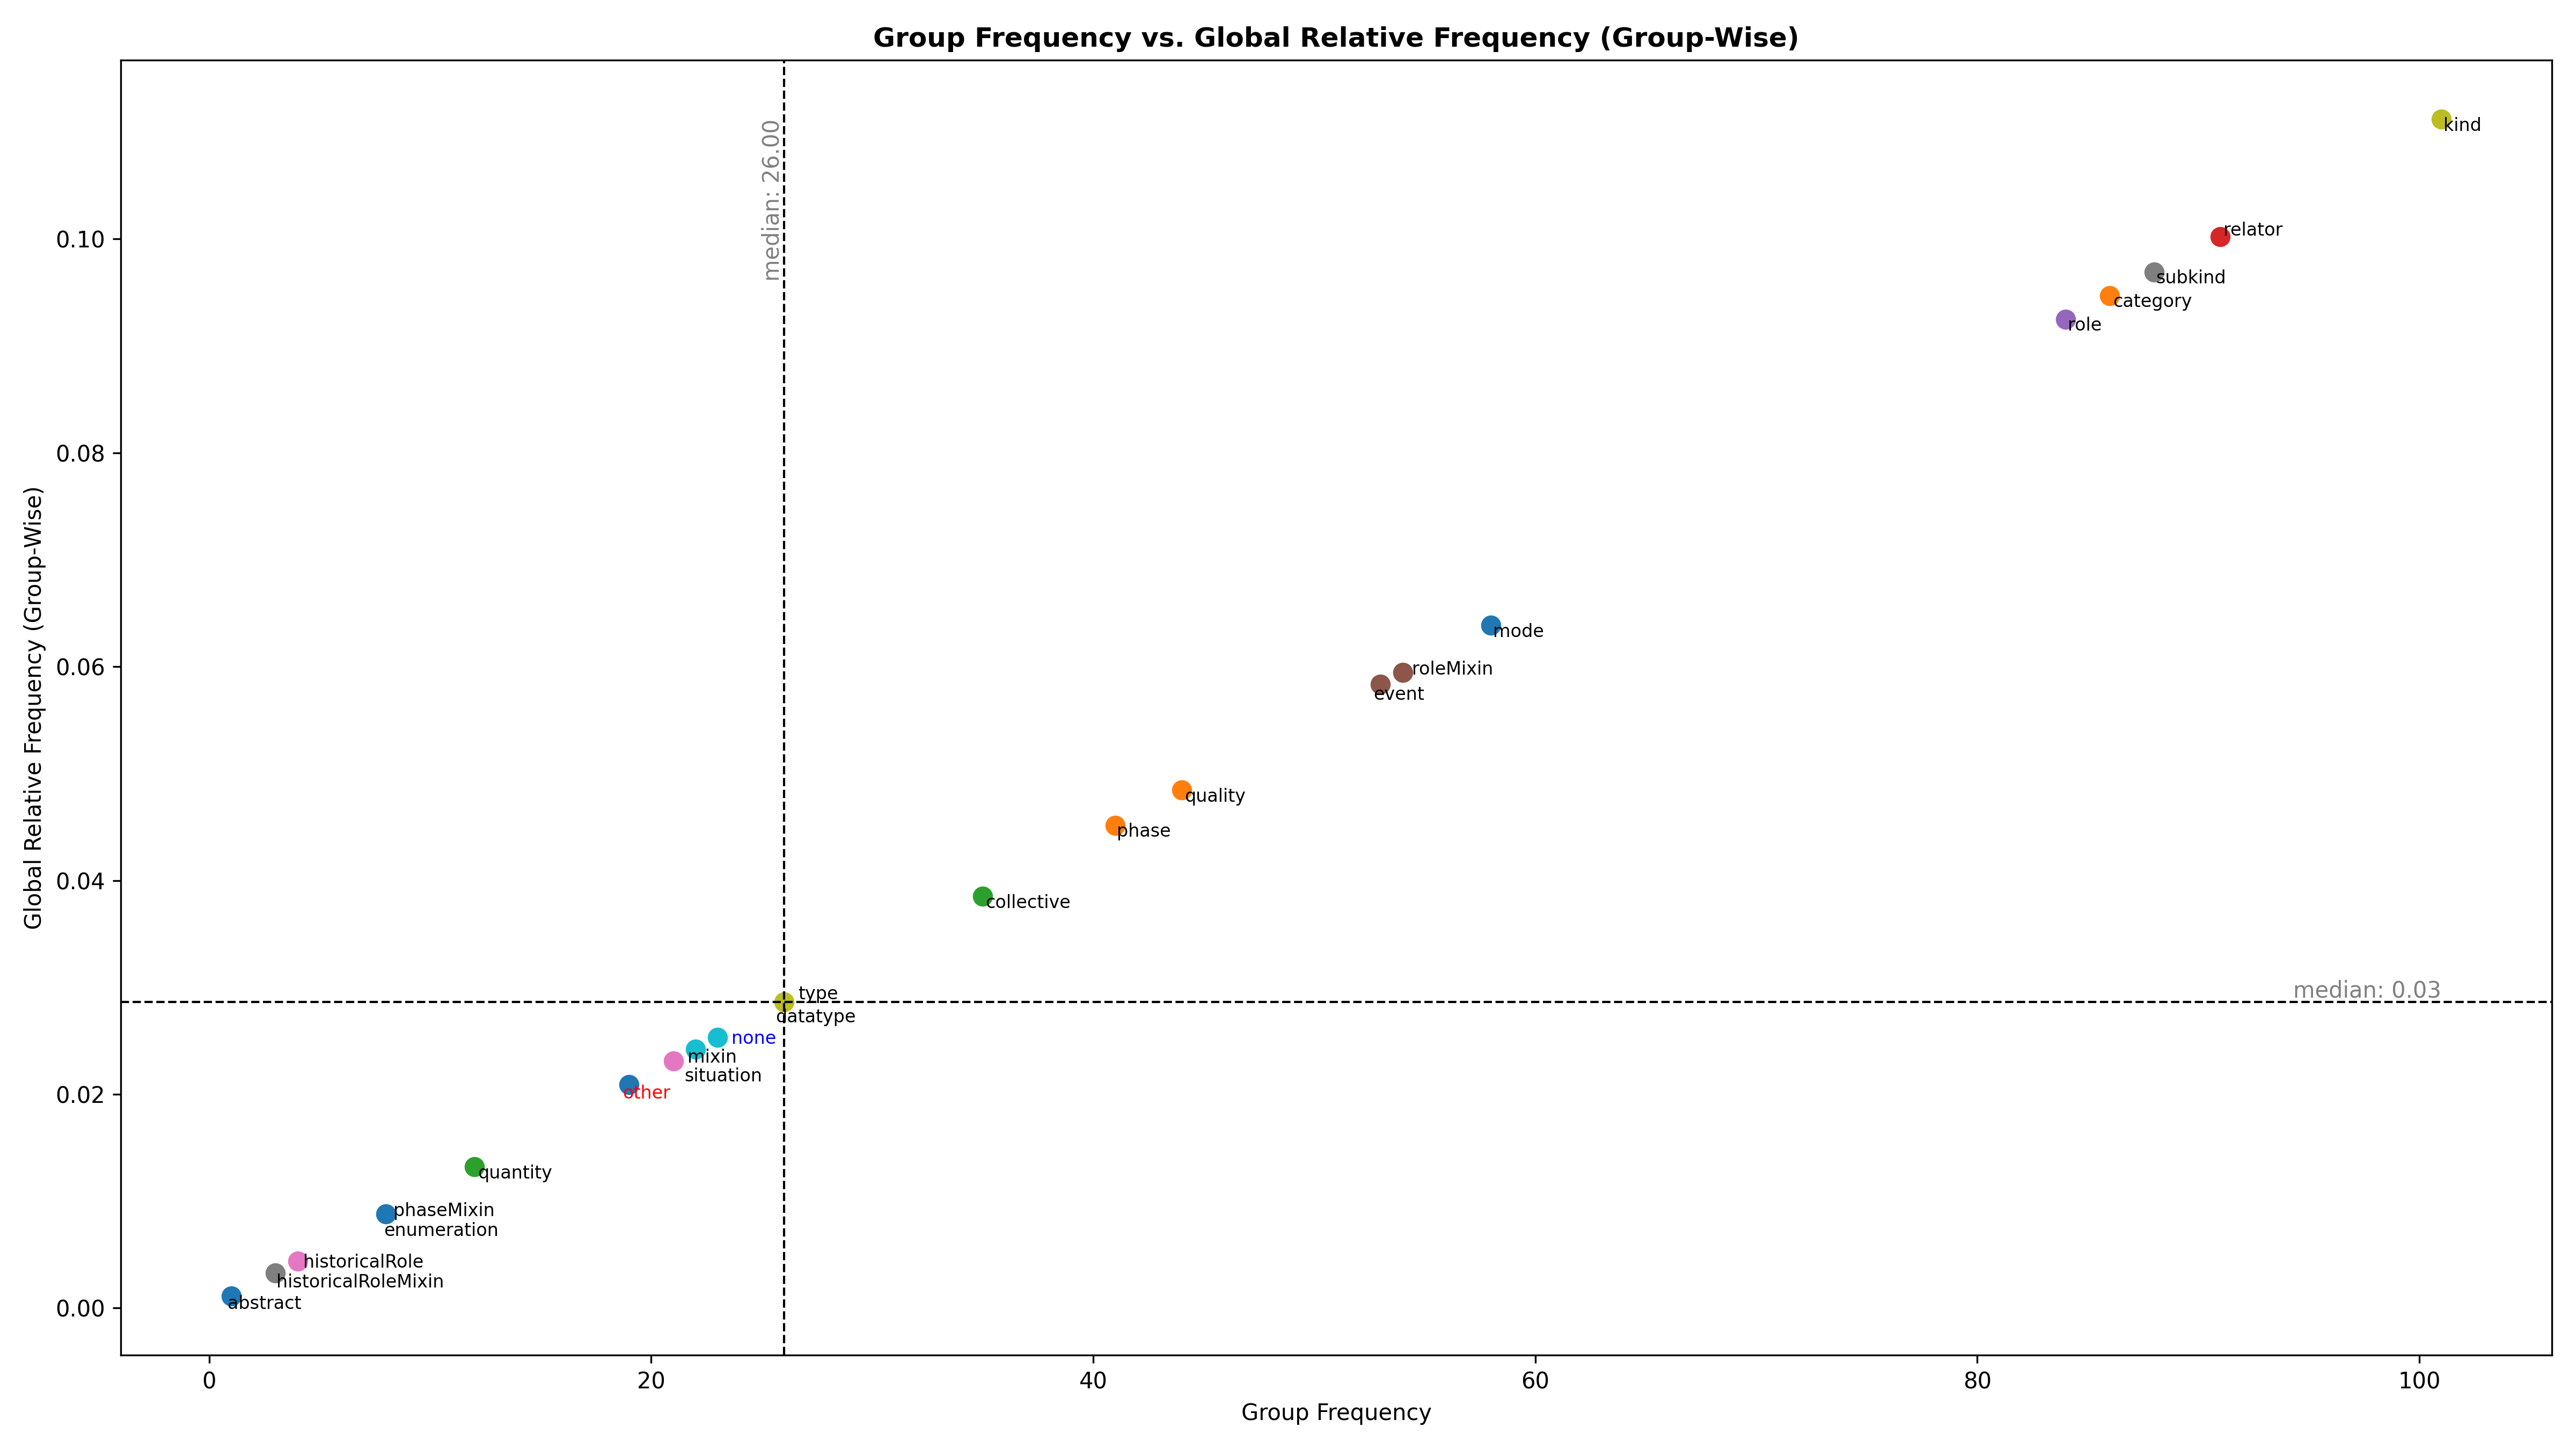 Group Frequency vs. Global Relative Frequency (Group-Wise)
Global Relative Frequency (Group-Wise)
0.10
0.08
0.06
0.04
0.02
0.00
median: 26.00
kind
relator
subkind
category
role
mode
roleMixin
event
quality
phase
collective
median: 0.03
type
datatype
none
mixin
situation
other
quantity
phaseMixin
enumeration
historicalRole
historicalRoleMixin
abstract
0
20
40
60
80
100
Group Frequency